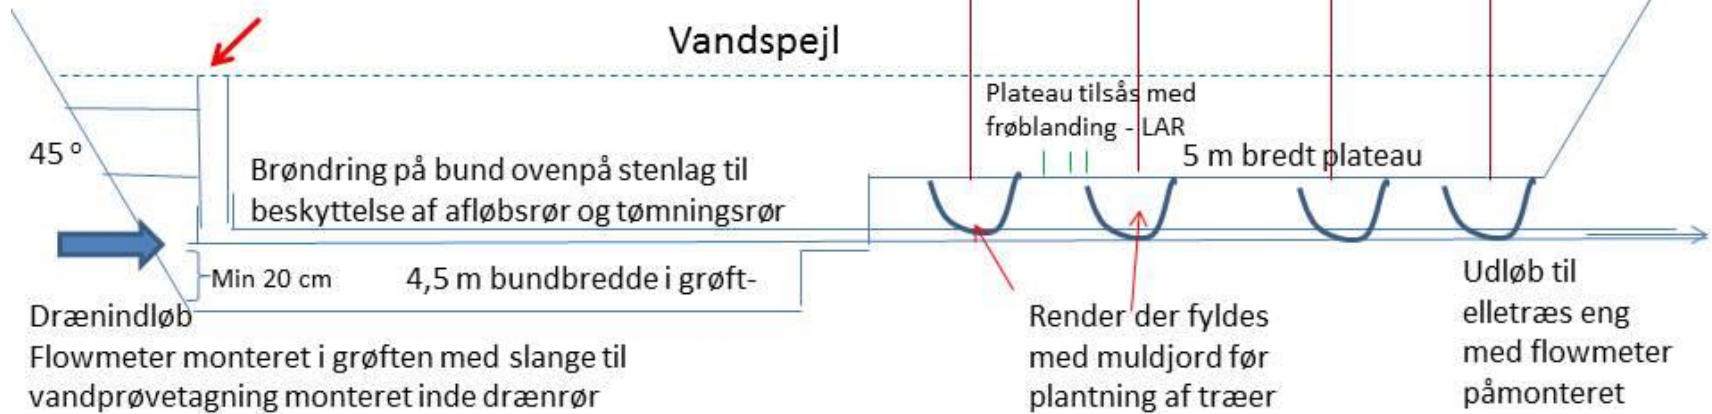 Vandspejl
Plateau tilsås med
frøblanding - LAR
45 º
5 m bredt plateau
Brøndring på bund ovenpå stenlag til
beskyttelse af afløbsrør og tømningsrør
Min 20 cm
4,5 m bundbredde i grøft-
Drænindløb
Flowmeter monteret i grøften med slange til
vandprøvetagning monteret inde drænrør
Render der fyldes
med muldjord før
plantning af træer
Udløb til
elletræs eng
med flowmeter
påmonteret